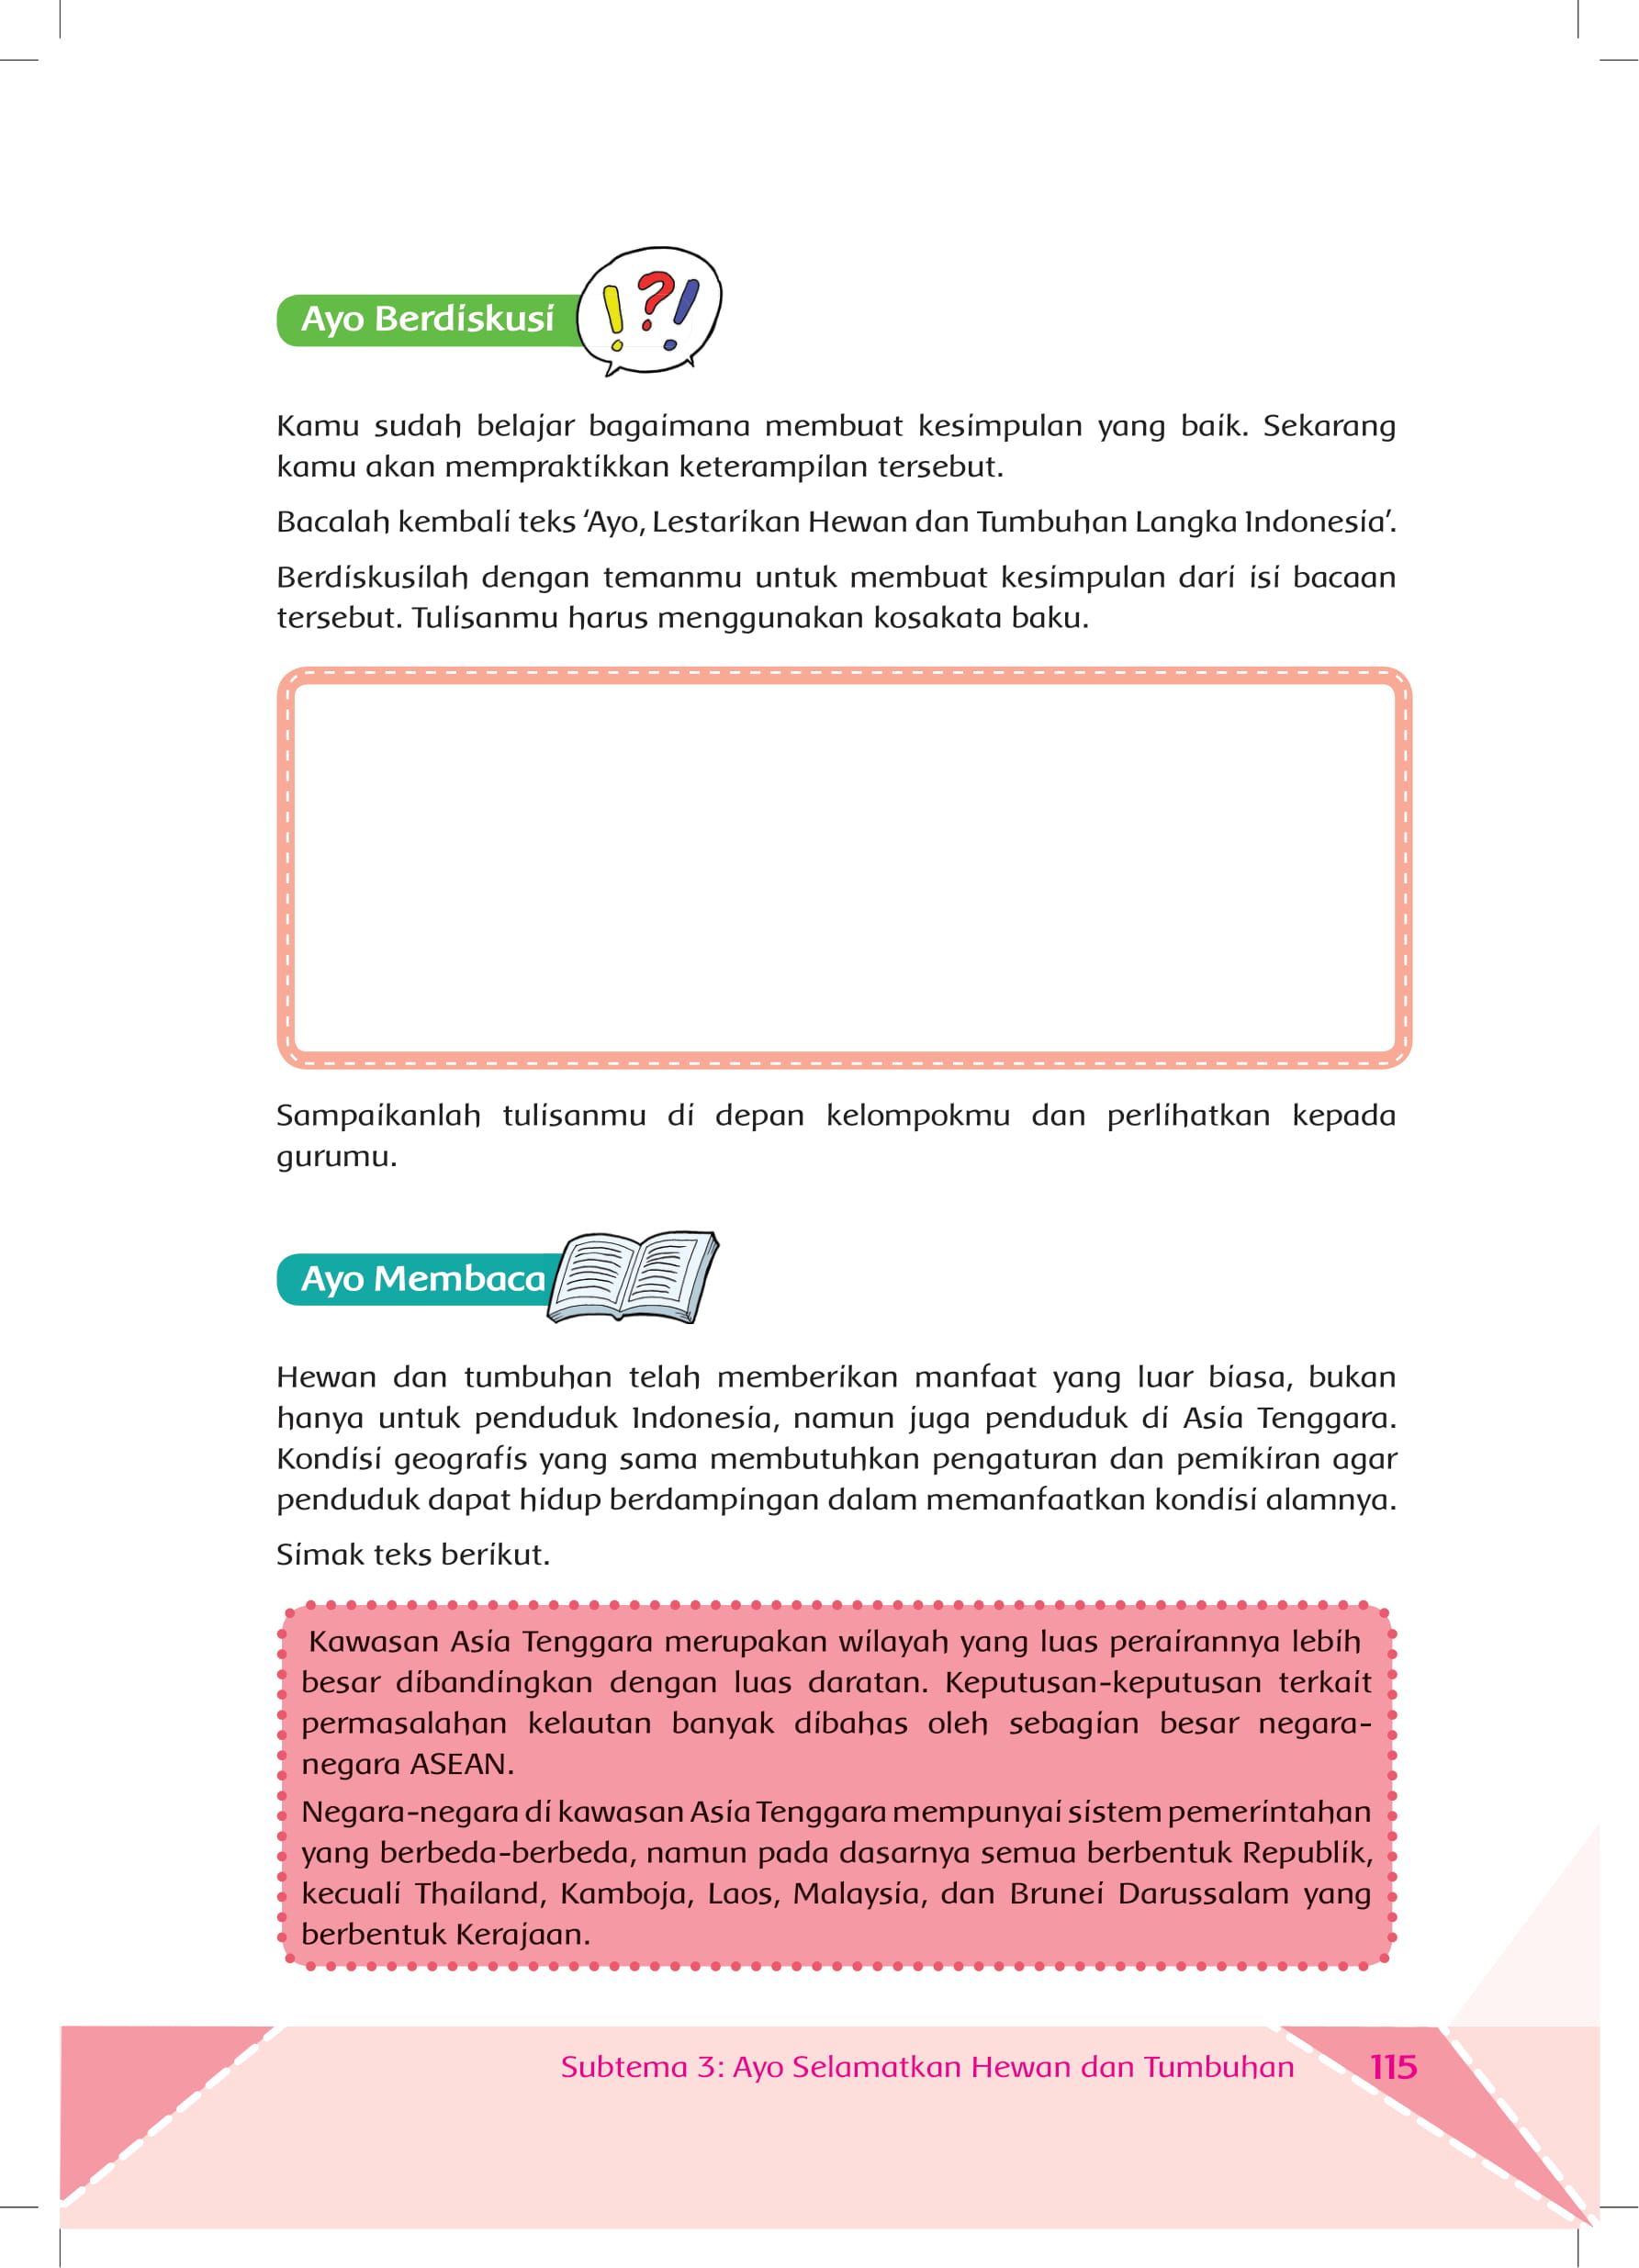 Ayo Berdiskusi
Kamu sudah belajar bagaimana membuat kesimpulan yang baik. Sekarang
kamu akan mempraktikkan keterampilan tersebut.
Bacalah kembali teks ‘Ayo, Lestarikan Hewan dan Tumbuhan Langka Indonesia’.
Berdiskusilah dengan temanmu untuk membuat kesimpulan dari isi bacaan
tersebut. Tulisanmu harus menggunakan kosakata baku.
Sampaikanlah tulisanmu di depan kelompokmu dan perlihatkan kepada
gurumu.
Ayo Membaca
Hewan dan tumbuhan telah memberikan manfaat yang luar biasa, bukan
hanya untuk penduduk Indonesia, namun juga penduduk di Asia Tenggara.
Kondisi geografis yang sama membutuhkan pengaturan dan pemikiran agar
penduduk dapat hidup berdampingan dalam memanfaatkan kondisi alamnya.
Simak teks berikut.
Kawasan Asia Tenggara merupakan wilayah yang luas perairannya lebih
besar dibandingkan dengan luas daratan. Keputusan-keputusan terkait
permasalahan kelautan banyak dibahas oleh sebagian besar negara-
negara ASEAN.
Negara-negara di kawasan Asia Tenggara mempunyai sistem pemerintahan
yang berbeda-berbeda, namun pada dasarnya semua berbentuk Republik,
kecuali Thailand, Kamboja, Laos, Malaysia, dan Brunei Darussalam yang
berbentuk Kerajaan.
Subtema 3: Ayo Selamatkan Hewan dan Tumbuhan 115